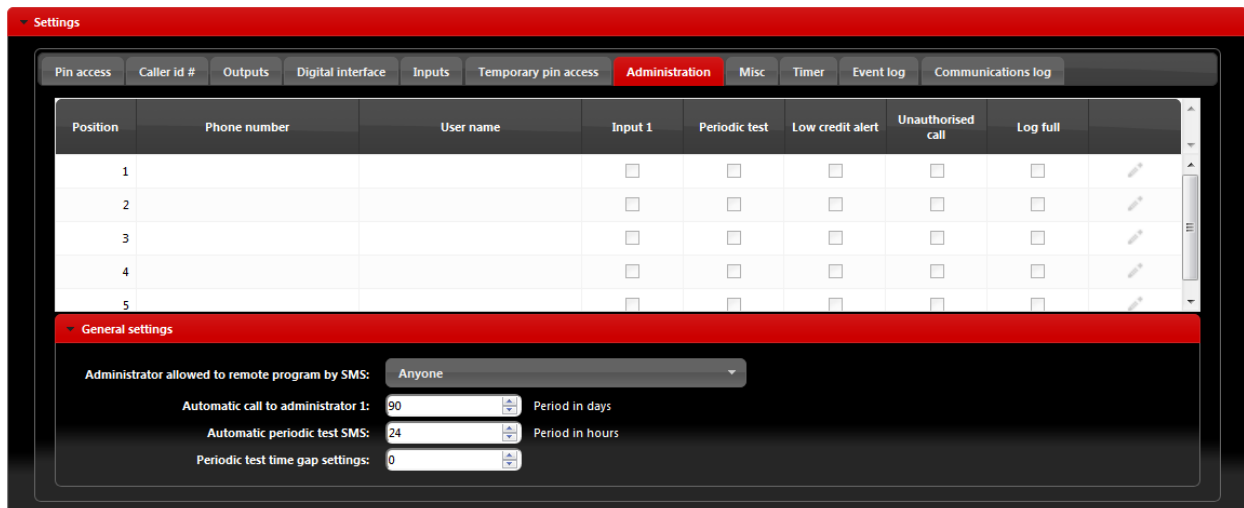 Settings
Pin access Caller id # Outputs Digital interface Inputs Temporary pin access Administration Misc Timer Event log Communications log
Position Phone number User name Input 1 Periodic test Low credit alert Unauthorised call Log full
1
2
3
4
5
General settings
Administrator allowed to remote program by SMS: Anyone
Automatic call to administrator 1: 90 Period in days
Automatic periodic test SMS: 24 Period in hours
Periodic test time gap settings: 0